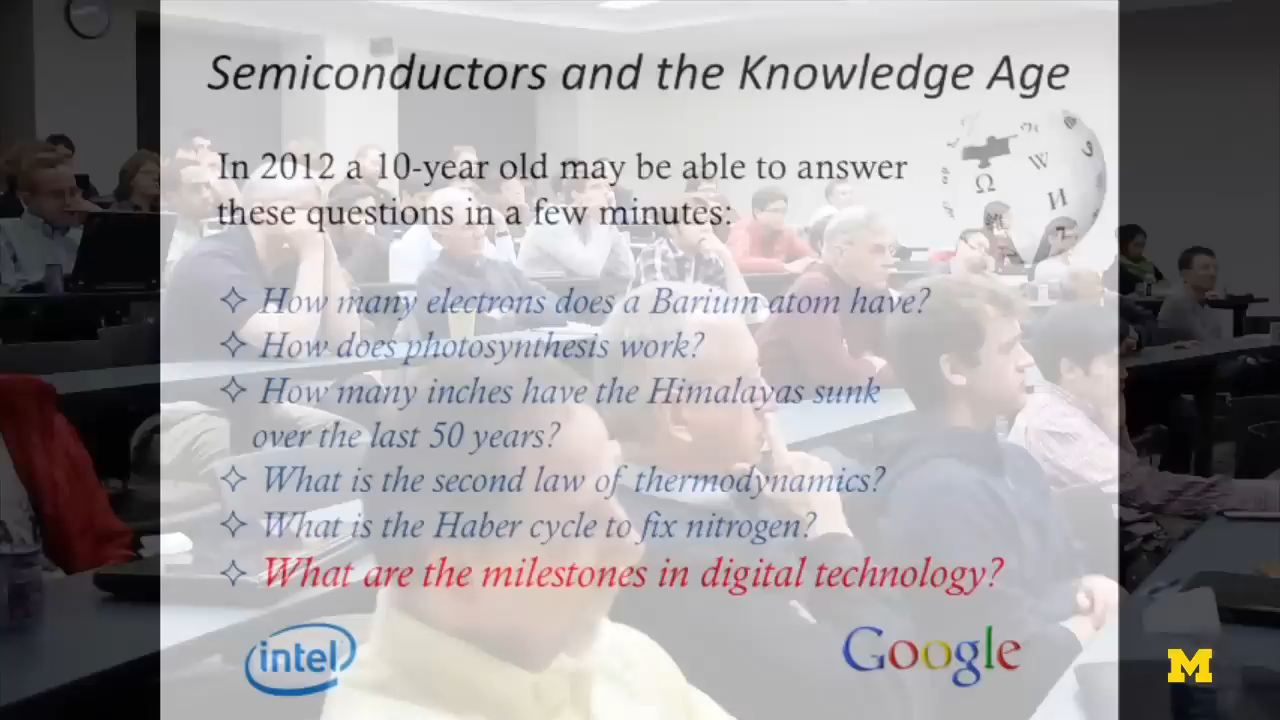 Semiconductors and the Knowledge Age
In 2012 a 10-year old may be able to answer
these questions in a few minutes:
✧ How many electrons does a Barium atom have?
✧ How does photosynthesis work?
✧ How many inches have the Himalayas sunk
over the last 50 years?
✧ What is the second law of thermodynamics?
✧ What is the Haber cycle to fix nitrogen?
✧ What are the milestones in digital technology?
Ω W И
intel
Google
M